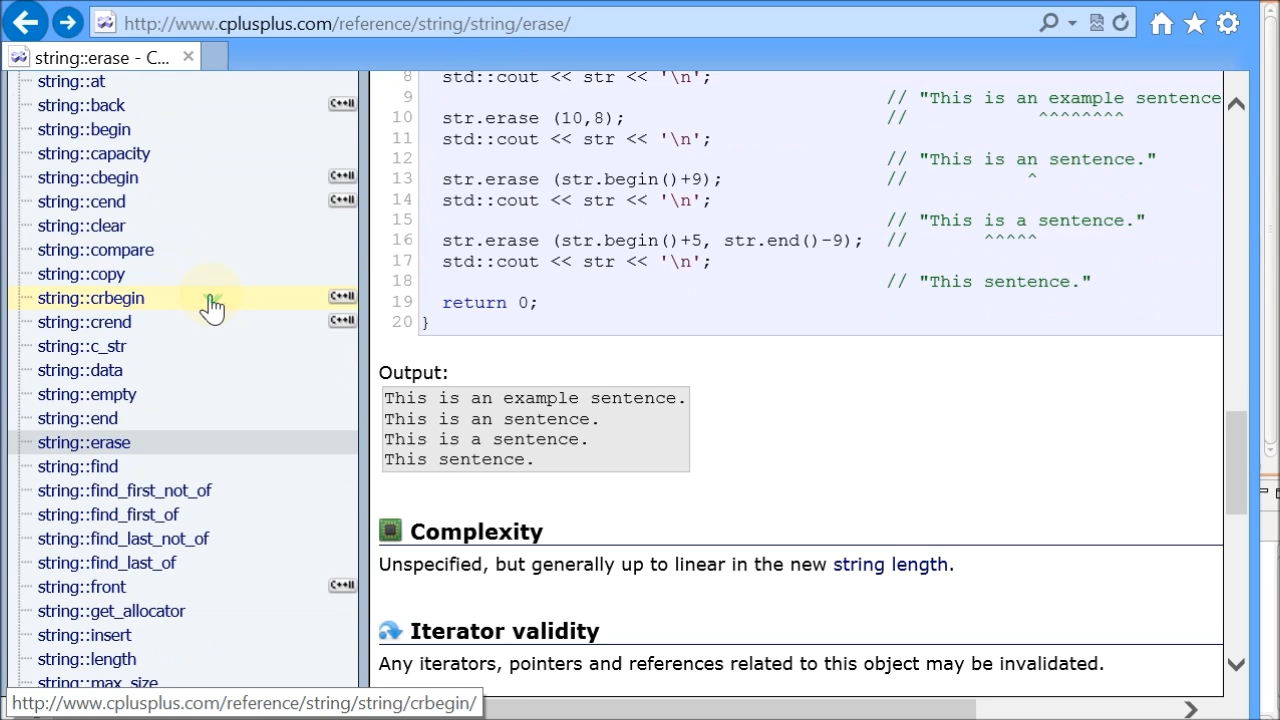 http://www.cplusplus.com/reference/string/string/erase/
string::erase - C...
string::at
string::back C++11
string::begin
string::capacity
string::cbegin C++11
string::cend C++11
string::clear
string::compare
string::copy
string::crbegin C++11
string::crend C++11
string::c_str
string::data
string::empty
string::end
string::erase
string::find
string::find_first_not_of
string::find_first_of
string::find_last_not_of
string::find_last_of
string::front C++11
string::get_allocator
string::insert
string::length
string::max_size
http://www.cplusplus.com/reference/string/string/crbegin/
8 std::cout << str << '\n';
9 // "This is an example sentence
10 str.erase (10,8); // ^^^^^^^^
11 std::cout << str << '\n';
12 // "This is an sentence."
13 str.erase (str.begin()+9); // ^
14 std::cout << str << '\n';
15 // "This is a sentence."
16 str.erase (str.begin()+5, str.end()-9); // ^^^^^
17 std::cout << str << '\n';
18 // "This sentence."
19 return 0;
20 }
Output:
This is an example sentence.
This is an sentence.
This is a sentence.
This sentence.
Complexity
Unspecified, but generally up to linear in the new string length.
Iterator validity
Any iterators, pointers and references related to this object may be invalidated.